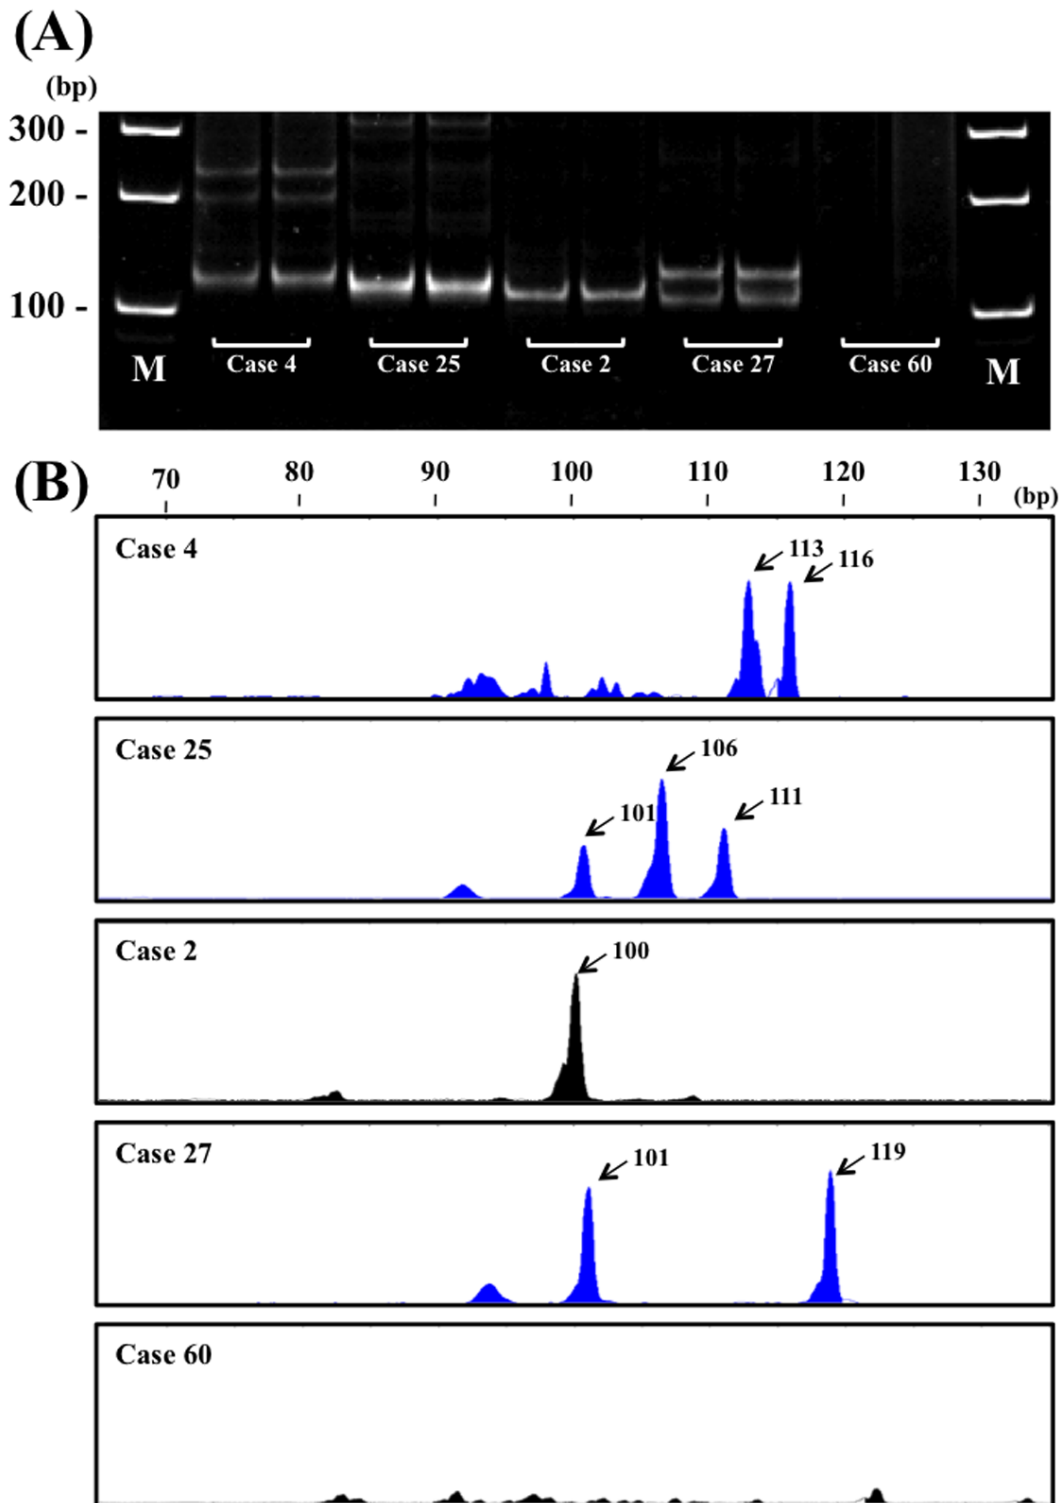 (A)
(bp)
300 -
200 -
100 -
M Case 4 Case 25 Case 2 Case 27 Case 60 M
(B)
70 80 90 100 110 120 130
(bp)
Case 4
113
116
Case 25
106
101
111
Case 2
100
Case 27
101
119
Case 60